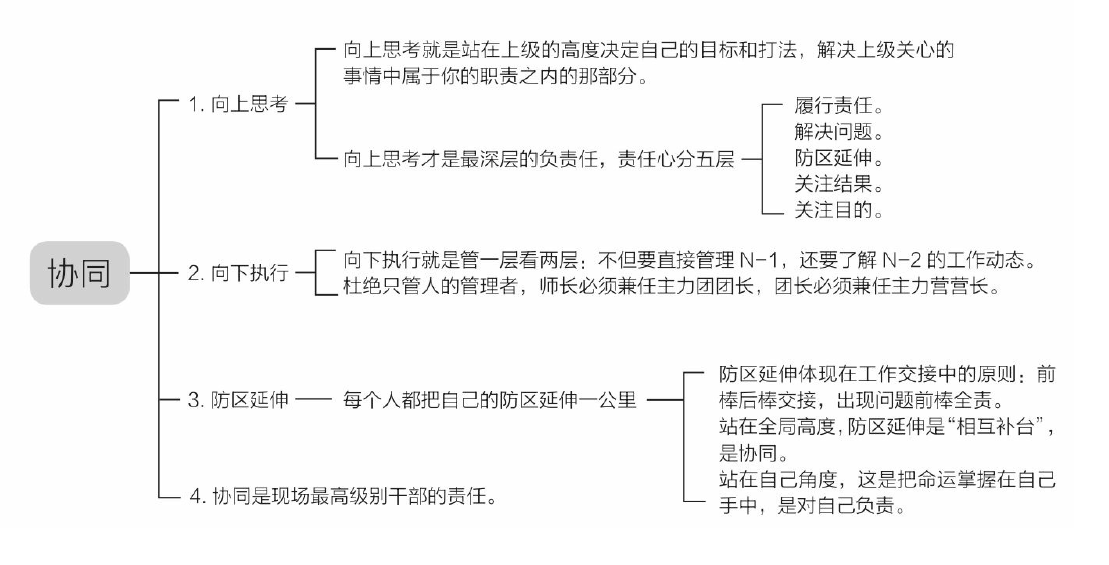 协同
1. 向上思考
向上思考就是站在上级的高度决定自己的目标和打法，解决上级关心的
事情中属于你的职责之内的那部分。
向上思考才是最深层的负责任，责任心分五层
履行责任。
解决问题。
防区延伸。
关注结果。
关注目的。
2. 向下执行
向下执行就是管一层看两层：不但要直接管理 N-1，还要了解 N-2 的工作动态。
杜绝只管人的管理者，师长必须兼任主力团团长，团长必须兼任主力营营长。
3. 防区延伸
每个人都把自己的防区延伸一公里
防区延伸体现在工作交接中的原则：前
棒后棒交接，出现问题前棒全责。
站在全局高度，防区延伸是“相互补台”，
是协同。
站在自己角度，这是把命运掌握在自己
手中，是对自己负责。
4. 协同是现场最高级别干部的责任。